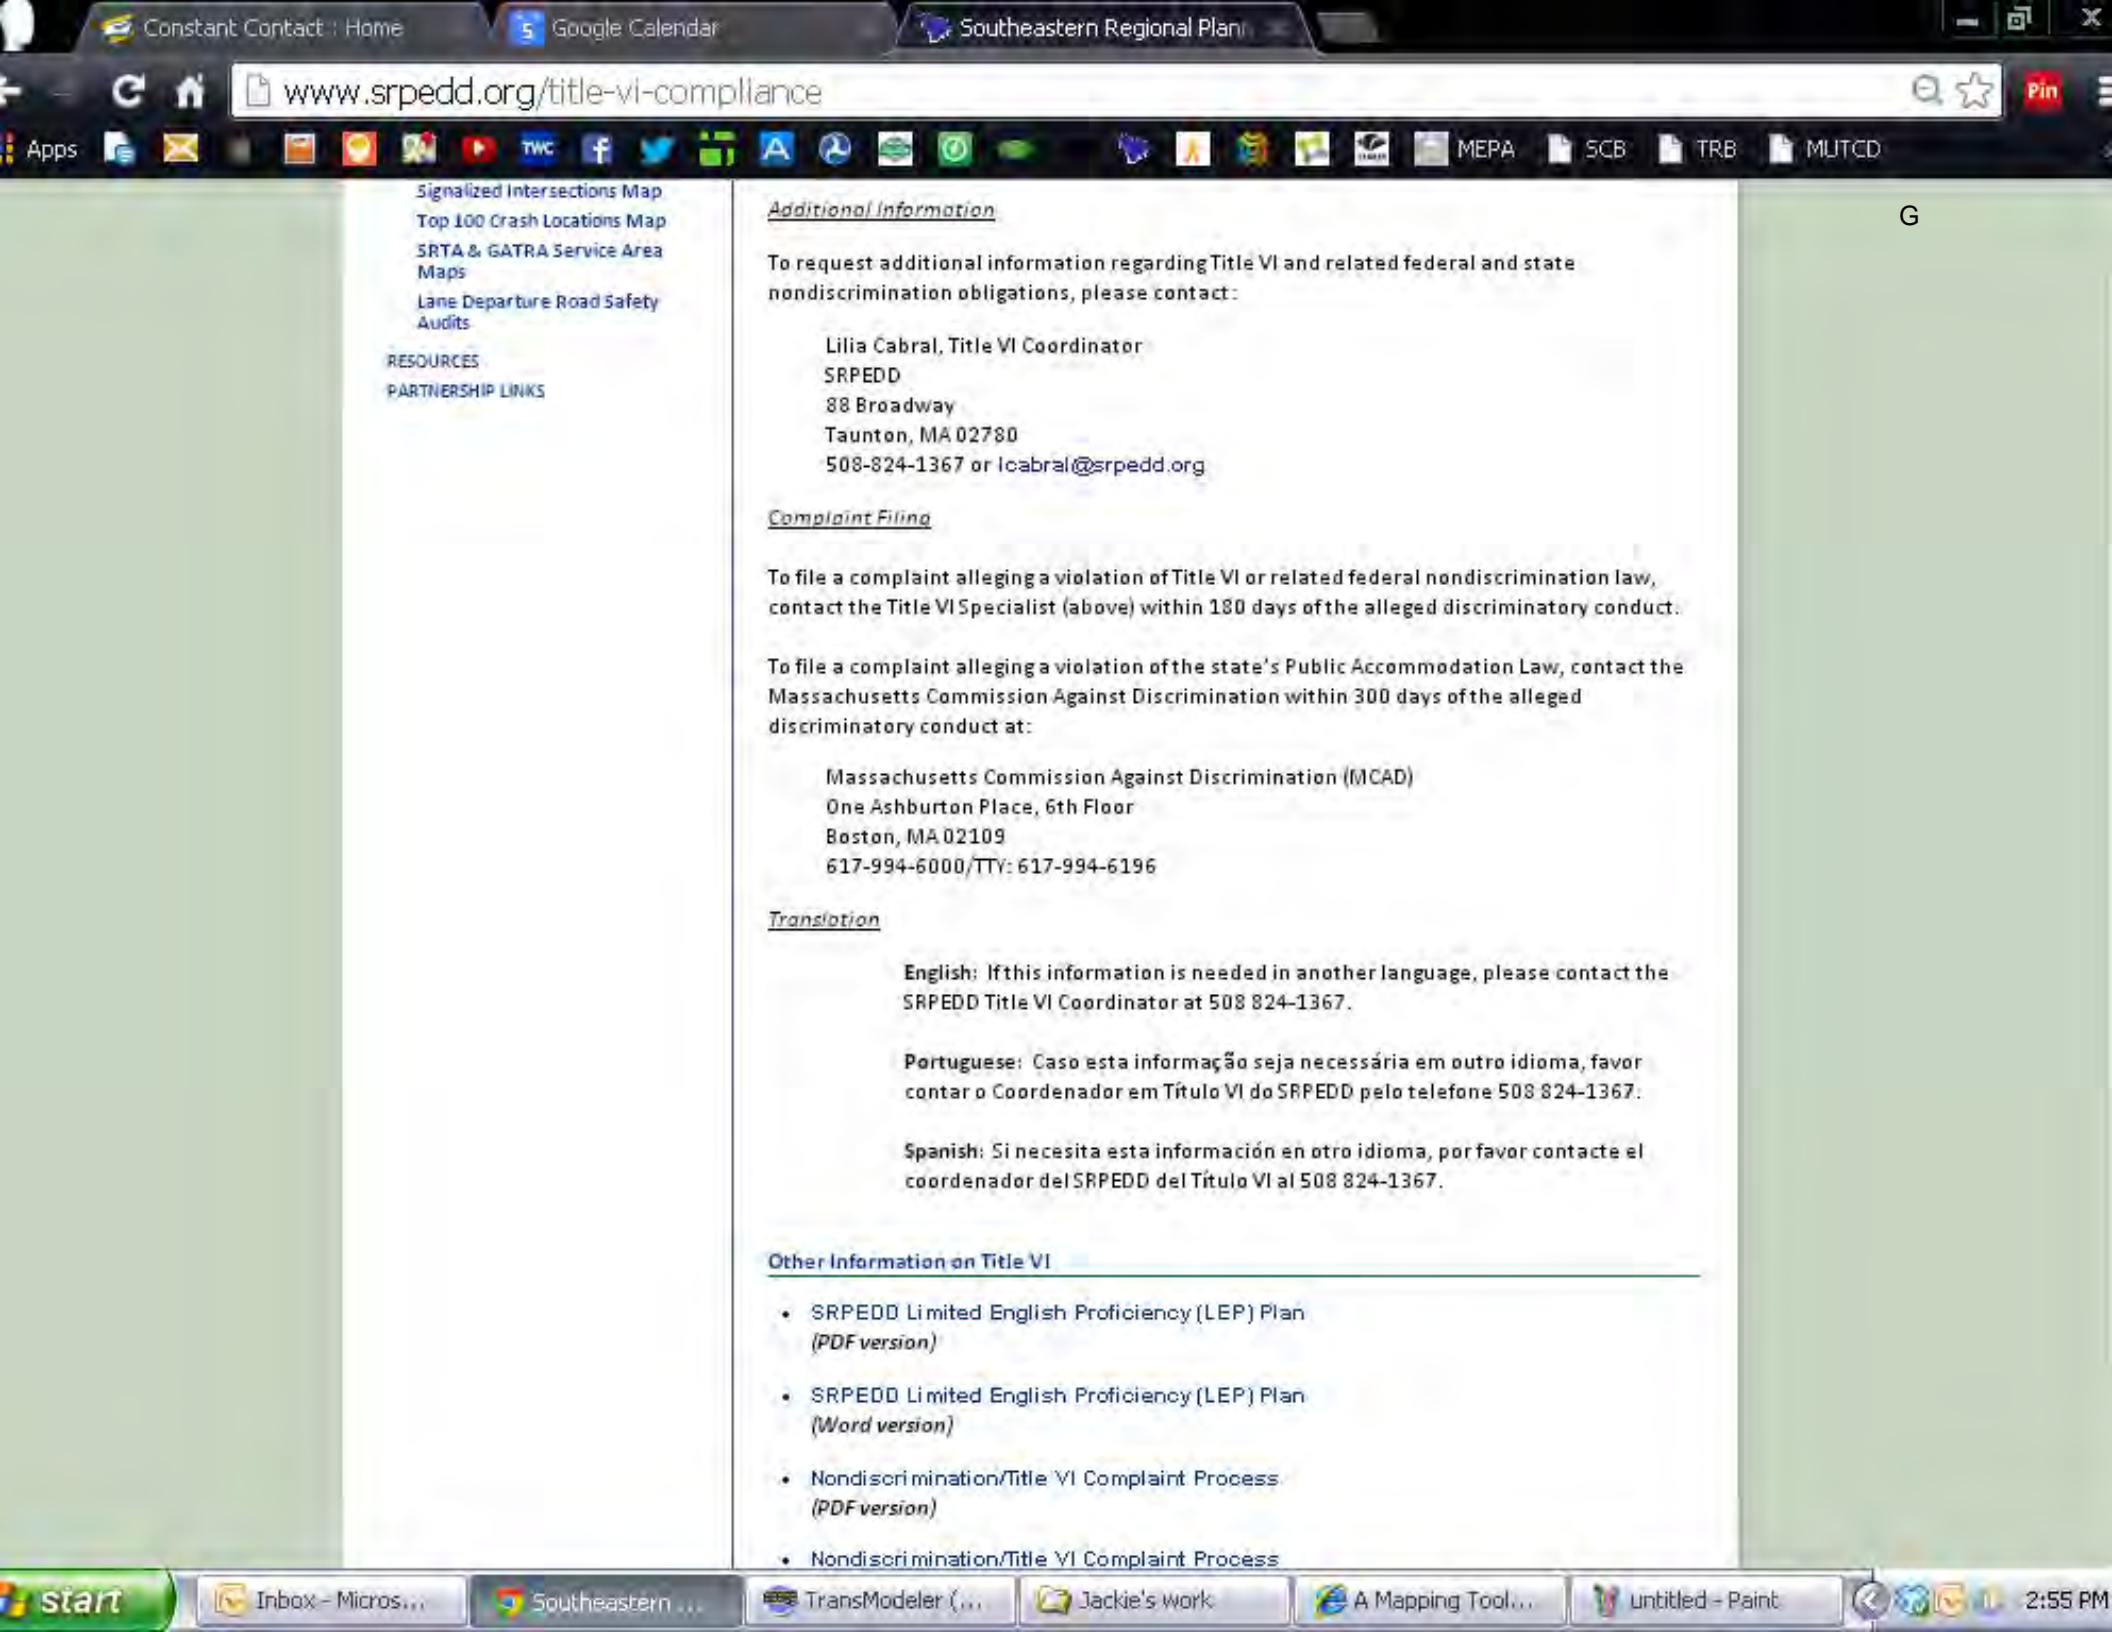 Constant Contact : Home
5 Google Calendar
Southeastern Regional Plan
www.srpedd.org/title-vi-compliance
Pin
Apps
TWC
MEPA
SCB
TRB
MUTCD
Signalized Intersections Map
Top 100 Crash Locations Map
SRTA & GATRA Service Area
Maps
Lane Departure Road Safety
Audits
RESOURCES
PARTNERSHIP LINKS
G
Additional Information
To request additional information regarding Title VI and related federal and state
nondiscrimination obligations, please contact:
Lilia Cabral, Title VI Coordinator
SRPEDD
88 Broadway
Taunton, MA 02780
508-824-1367 or lcabral@srpedd.org
Complaint Filing
To file a complaint alleging a violation of Title VI or related federal nondiscrimination law,
contact the Title VI Specialist (above) within 180 days of the alleged discriminatory conduct.
To file a complaint alleging a violation of the state's Public Accommodation Law, contact the
Massachusetts Commission Against Discrimination within 300 days of the alleged
discriminatory conduct at:
Massachusetts Commission Against Discrimination (MCAD)
One Ashburton Place, 6th Floor
Boston, MA 02109
617-994-6000/TTY: 617-994-6196
Translation
English: If this information is needed in another language, please contact the
SRPEDD Title VI Coordinator at 508 824-1367.
Portuguese: Caso esta informação seja necessária em outro idioma, favor
contar o Coordenador em Título VI do SRPEDD pelo telefone 508 824-1367.
Spanish: Si necesita esta información en otro idioma, por favor contacte el
coordenador del SRPEDD del Título VI al 508 824-1367.
Other Information on Title VI
• SRPEDD Limited English Proficiency (LEP) Plan
(PDF version)
• SRPEDD Limited English Proficiency (LEP) Plan
(Word version)
• Nondiscrimination/Title VI Complaint Process
(PDF version)
• Nondiscrimination/Title VI Complaint Process
start
Inbox - Micros...
Southeastern ...
TransModeler (...
Jackie's work
A Mapping Tool...
untitled - Paint
2:55 PM